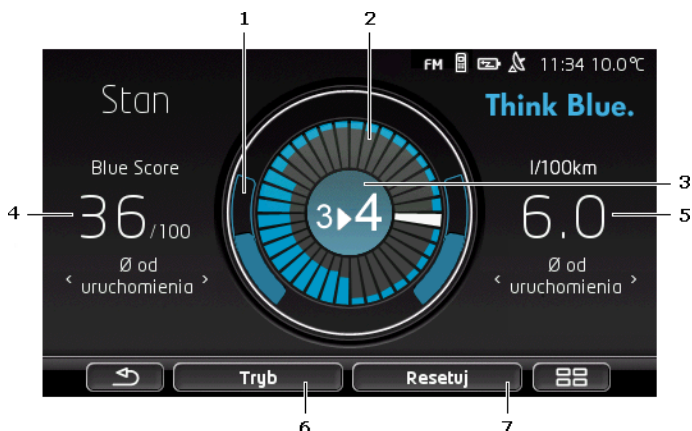 1
2
FM 11:34 10.0°C
Stan
Think Blue.
Blue Score
l/100km
3
4
36/100
3▸4
6.0
5
Ø od
uruchomienia
Ø od
uruchomienia
Tryb
Resetuj
6
7